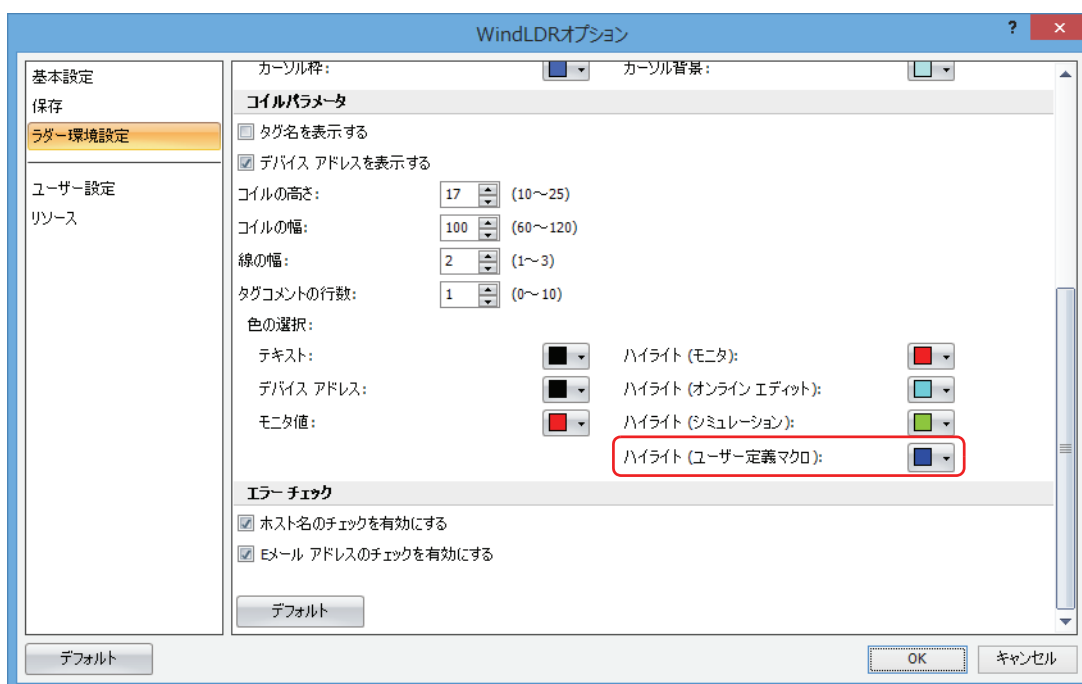 WindLDRオプション
?
×
基本設定
保存
ラダー環境設定
ユーザー設定
リソース
カーソル枠:
カーソル背景:
コイルパラメータ
タグ名を表示する
デバイス アドレスを表示する
コイルの高さ: 17 (10～25)
コイルの幅: 100 (60～120)
線の幅: 2 (1～3)
タグコメントの行数: 1 (0～10)
色の選択:
テキスト:
ハイライト (モニタ):
デバイス アドレス:
ハイライト (オンライン エディット):
モニタ値:
ハイライト (シミュレーション):
ハイライト (ユーザー定義マクロ):
エラー チェック
ホスト名のチェックを有効にする
Eメール アドレスのチェックを有効にする
デフォルト
デフォルト
OK
キャンセル